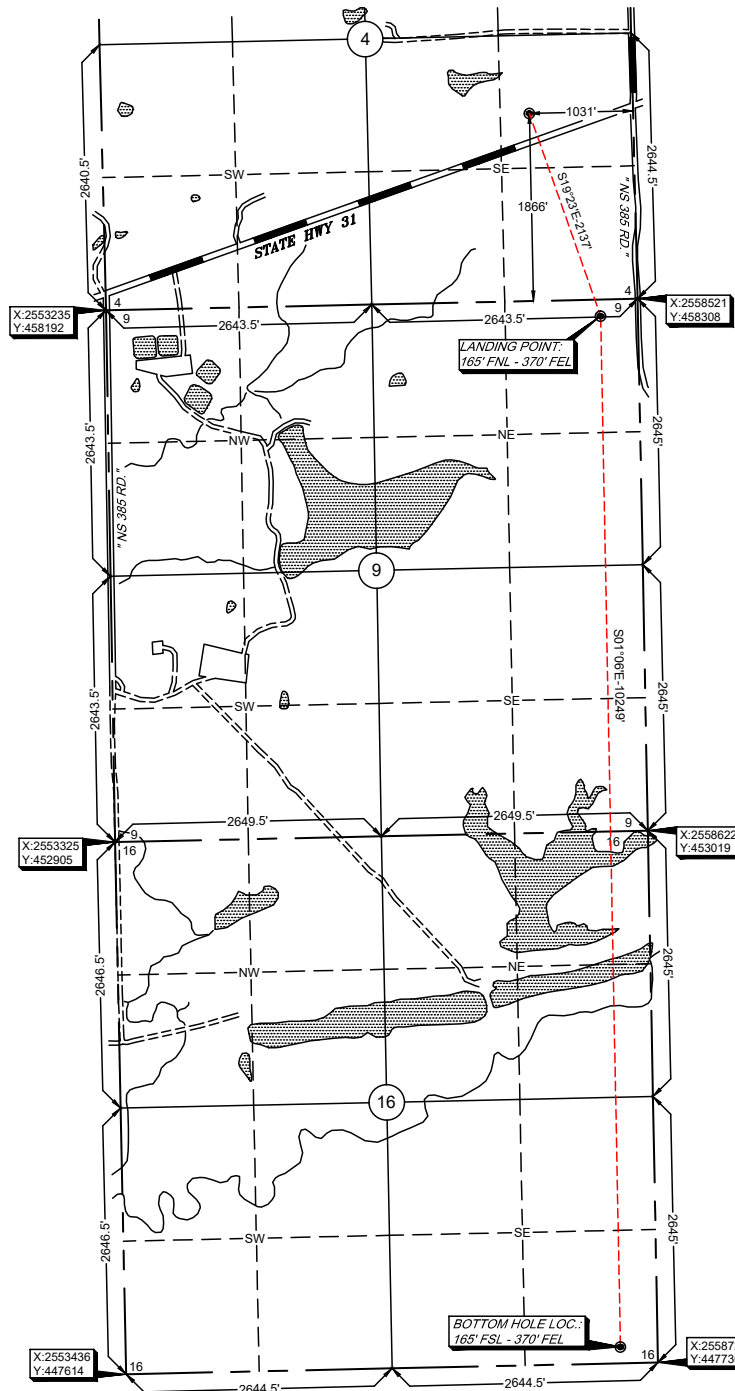 4
1031'
2640.5'
2644.5'
SW
SE
S19°23'E-2137'
" NS 385 RD."
1866'
STATE HWY 31
X:2553235
Y:458192
4
9
2643.5'
2643.5'
4
9
X:2558521
Y:458308
LANDING POINT:
165' FNL - 370' FEL
2643.5'
NW
NE
2645'
" NS 385 RD."
9
S01°06'E-10249'
2643.5'
SW
SE
2645'
2649.5'
2649.5'
9
16
9
16
X:2553325
Y:452905
X:2558622
Y:453019
2646.5'
NW
NE
2645'
16
2646.5'
SW
SE
2645'
BOTTOM HOLE LOC.:
165' FSL - 370' FEL
X:2553436
Y:447614
16
16
X:25587
Y:44773
2644.5'
2644.5'